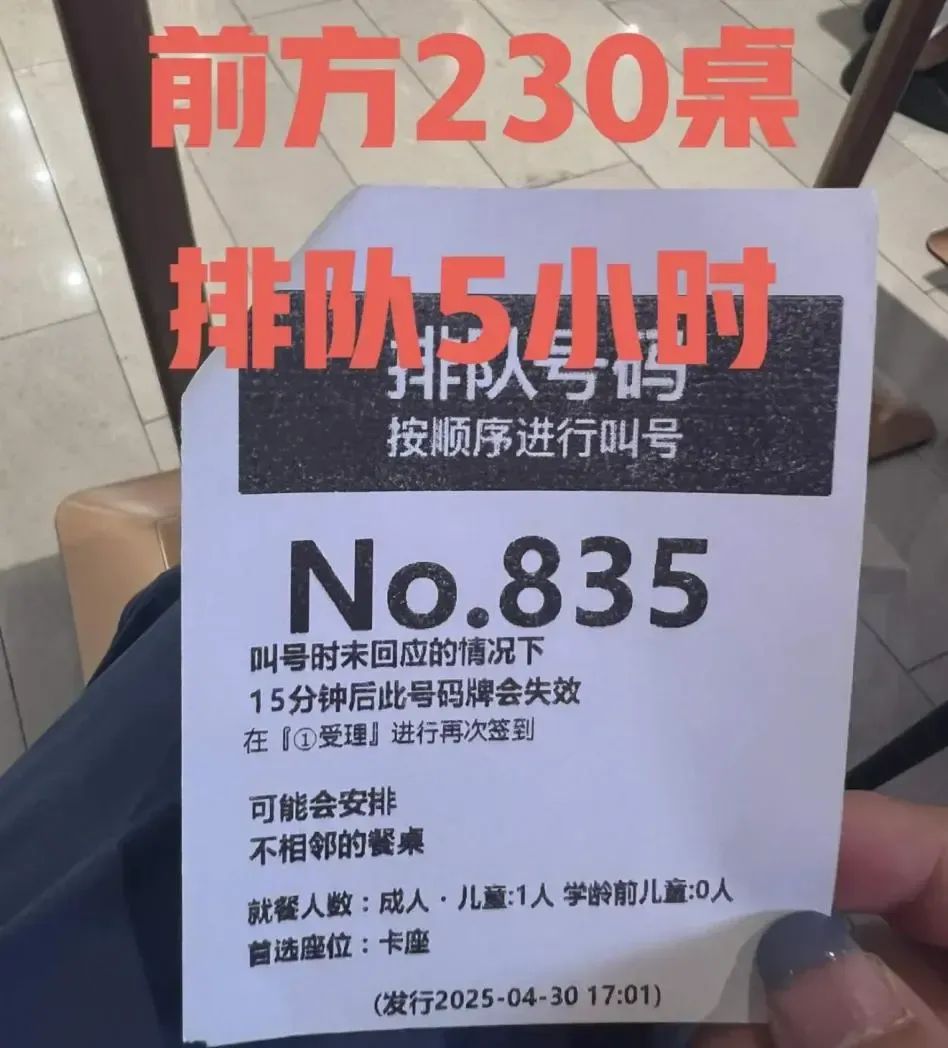 前方230桌
排队5小时
排队号码
按顺序进行叫号
No.835
叫号时未回应的情况下
15分钟后此号码牌会失效
在『①受理』进行再次签到
可能会安排
不相邻的餐桌
就餐人数：成人·儿童:1人 学龄前儿童:0人
首选座位：卡座
(发行2025-04-30 17:01)